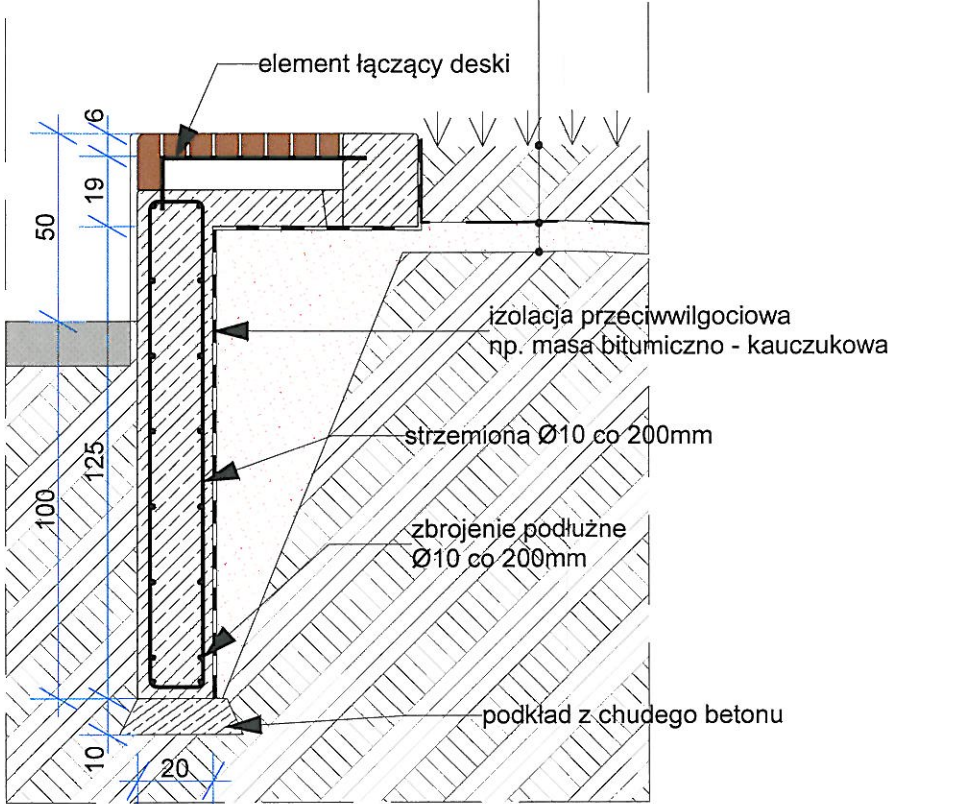 element łączący deski
6
19
50
izolacja przeciwwilgociowa
np. masa bitumiczno - kauczukowa
strzemiona Ø10 co 200mm
125
100
zbrojenie podłużne
Ø10 co 200mm
podkład z chudego betonu
10
20